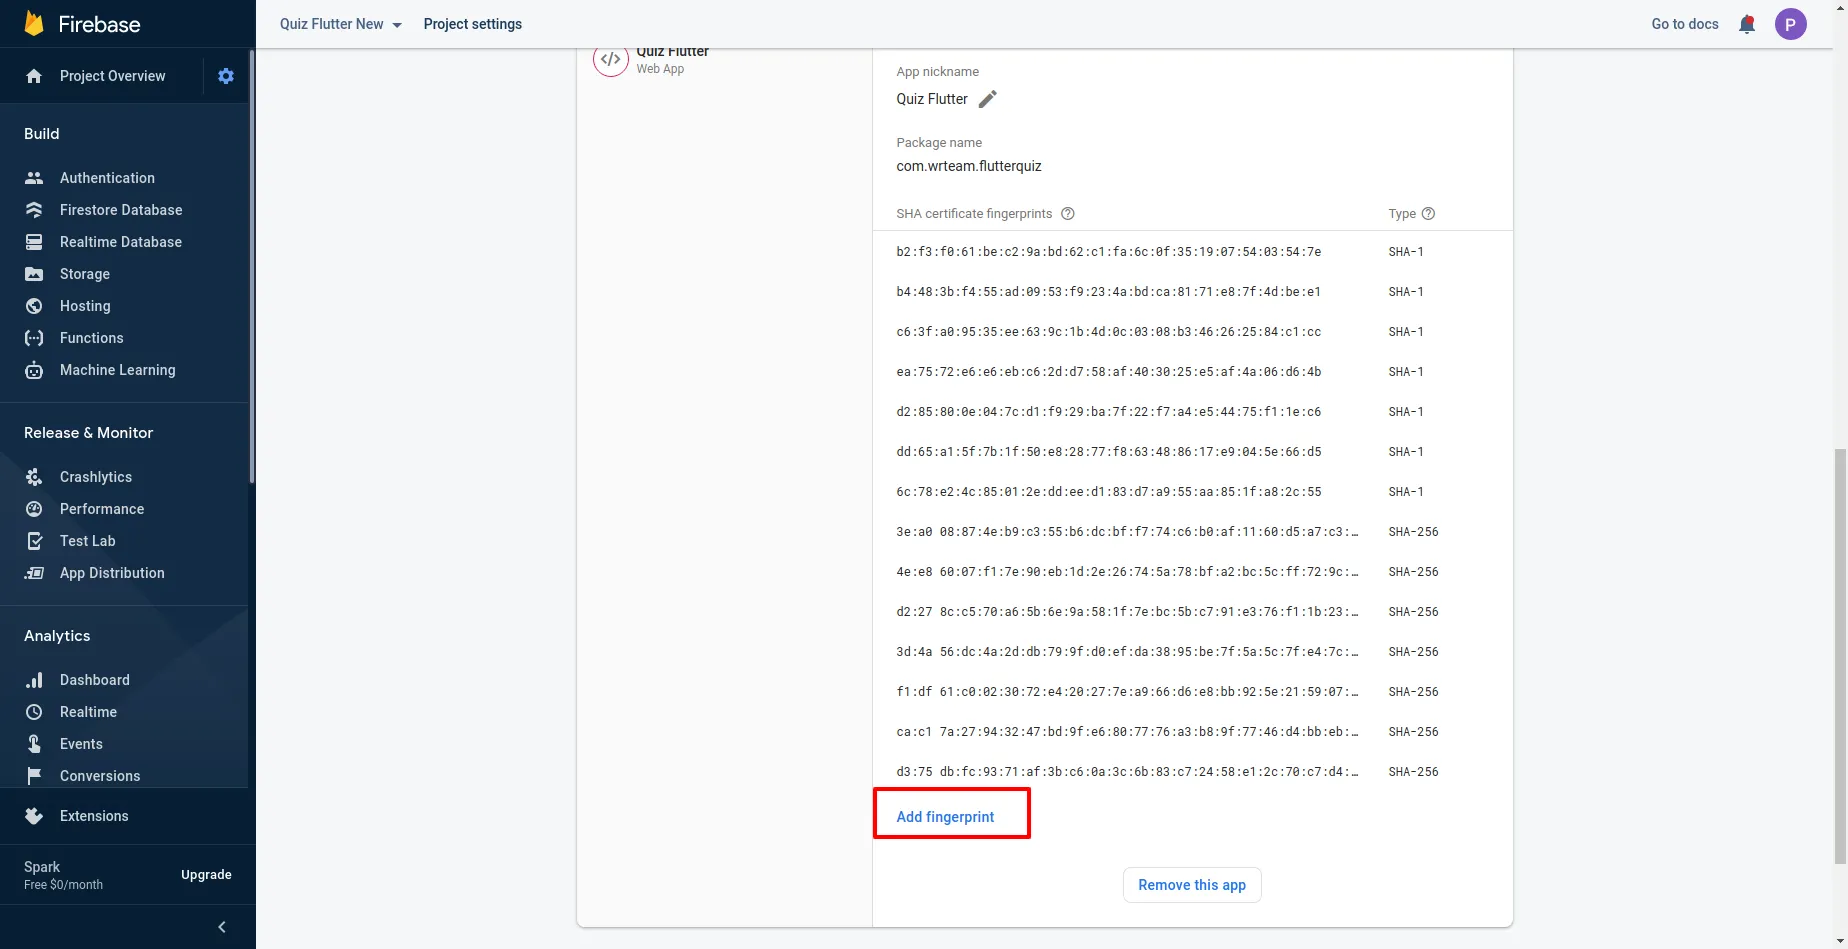 Firebase
Quiz Flutter New
Project settings
Go to docs
P
Project Overview
Build
Authentication
Firestore Database
Realtime Database
Storage
Hosting
Functions
Machine Learning
Release & Monitor
Crashlytics
Performance
Test Lab
App Distribution
Analytics
Dashboard
Realtime
Events
Conversions
Extensions
Spark
Free $0/month
Upgrade
Quiz Flutter
Web App
App nickname
Quiz Flutter
Package name
com.wrteam.flutterquiz
SHA certificate fingerprints Type
b2:f3:f0:61:be:c2:9a:bd:62:c1:fa:6c:0f:35:19:07:54:03:54:7e SHA-1
b4:48:3b:f4:55:ad:09:53:f9:23:4a:bd:ca:81:71:e8:7f:4d:be:e1 SHA-1
c6:3f:a0:95:35:ee:63:9c:1b:4d:0c:03:08:b3:46:26:25:84:c1:cc SHA-1
ea:75:72:e6:e6:eb:c6:2d:d7:58:af:40:30:25:e5:af:4a:06:d6:4b SHA-1
d2:85:80:0e:04:7c:d1:f9:29:ba:7f:22:f7:a4:e5:44:75:f1:1e:c6 SHA-1
dd:65:a1:5f:7b:1f:50:e8:28:77:f8:63:48:86:17:e9:04:5e:66:d5 SHA-1
6c:78:e2:4c:85:01:2e:dd:ee:d1:83:d7:a9:55:aa:85:1f:a8:2c:55 SHA-1
3e:a0 08:87:4e:b9:c3:55:b6:dc:bf:f7:74:c6:b0:af:11:60:d5:a7:c3:… SHA-256
4e:e8 60:07:f1:7e:90:eb:1d:2e:26:74:5a:78:bf:a2:bc:5c:ff:72:9c:… SHA-256
d2:27 8c:c5:70:a6:5b:6e:9a:58:1f:7e:bc:5b:c7:91:e3:76:f1:1b:23:… SHA-256
3d:4a 56:dc:4a:2d:db:79:9f:d0:ef:da:38:95:be:7f:5a:5c:7f:e4:7c:… SHA-256
f1:df 61:c0:02:30:72:e4:20:27:7e:a9:66:d6:e8:bb:92:5e:21:59:07:… SHA-256
ca:c1 7a:27:94:32:47:bd:9f:e6:80:77:76:a3:b8:9f:77:46:d4:bb:eb:… SHA-256
d3:75 db:fc:93:71:af:3b:c6:0a:3c:6b:83:c7:24:58:e1:2c:70:c7:d4:… SHA-256
Add fingerprint
Remove this app